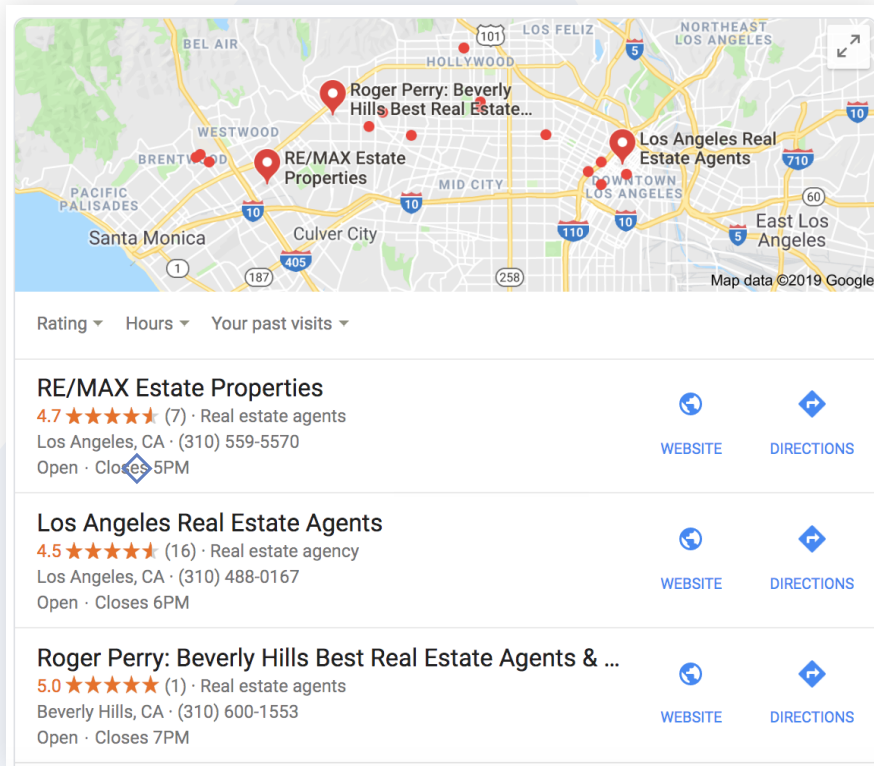 BEL AIR
101
LOS FELIZ
5
NORTHEAST
LOS ANGELES
HOLLYWOOD
Roger Perry: Beverly
Hills Best Real Estate...
10
WESTWOOD
BRENTWOOD
RE/MAX Estate
Properties
Los Angeles Real
Estate Agents
710
PACIFIC
PALISADES
MID CITY
DOWNTOWN
LOS ANGELES
60
10
10
10
110
5
East Los
Angeles
Santa Monica
Culver City
405
1
187
258
Map data ©2019 Google
Rating Hours Your past visits
RE/MAX Estate Properties
4.7 (7) · Real estate agents
Los Angeles, CA · (310) 559-5570
Open · Closes 5PM
WEBSITE DIRECTIONS
Los Angeles Real Estate Agents
4.5 (16) · Real estate agency
Los Angeles, CA · (310) 488-0167
Open · Closes 6PM
WEBSITE DIRECTIONS
Roger Perry: Beverly Hills Best Real Estate Agents & ...
5.0 (1) · Real estate agents
Beverly Hills, CA · (310) 600-1553
Open · Closes 7PM
WEBSITE DIRECTIONS